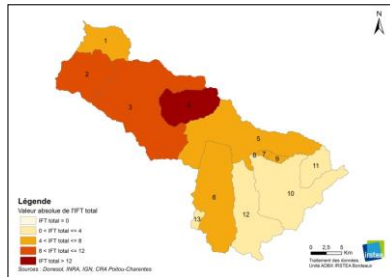 N
1
2
3
4
5
8
7
9
11
6
10
12
13
Légende
Valeur absolue de l'IFT total
IFT total = 0
0 < IFT total <= 4
4 < IFT total <= 8
8 < IFT total <= 12
IFT total > 12
Sources : Donesol, INRA, IGN, CRA Poitou-Charentes
0 2,5 5
Km
Traitement des données :
Unité ADBX IRSTEA Bordeaux
irstea